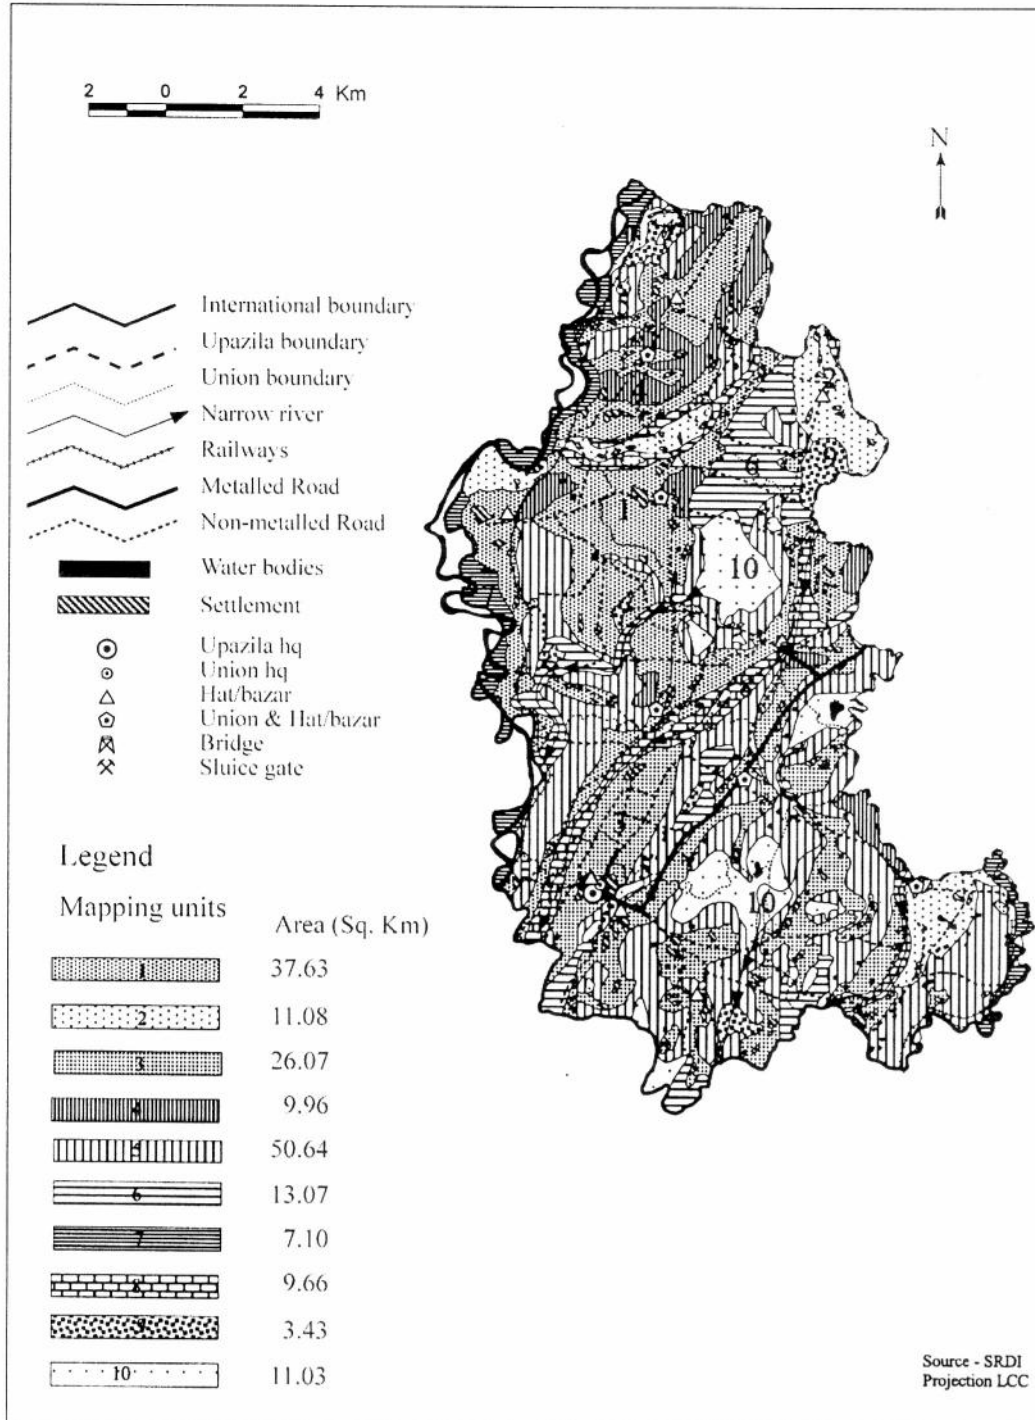 2 0 2 4 Km
N
International boundary
Upazila boundary
Union boundary
Narrow river
Railways
Metalled Road
Non-metalled Road
Water bodies
Settlement
Upazila hq
Union hq
Hat/bazar
Union & Hat/bazar
Bridge
Sluice gate
1
6
10
10
Legend
Mapping units
Area (Sq. Km)
1 37.63
2 11.08
3 26.07
4 9.96
5 50.64
6 13.07
7 7.10
8 9.66
9 3.43
10 11.03
Source - SRDI
Projection LCC